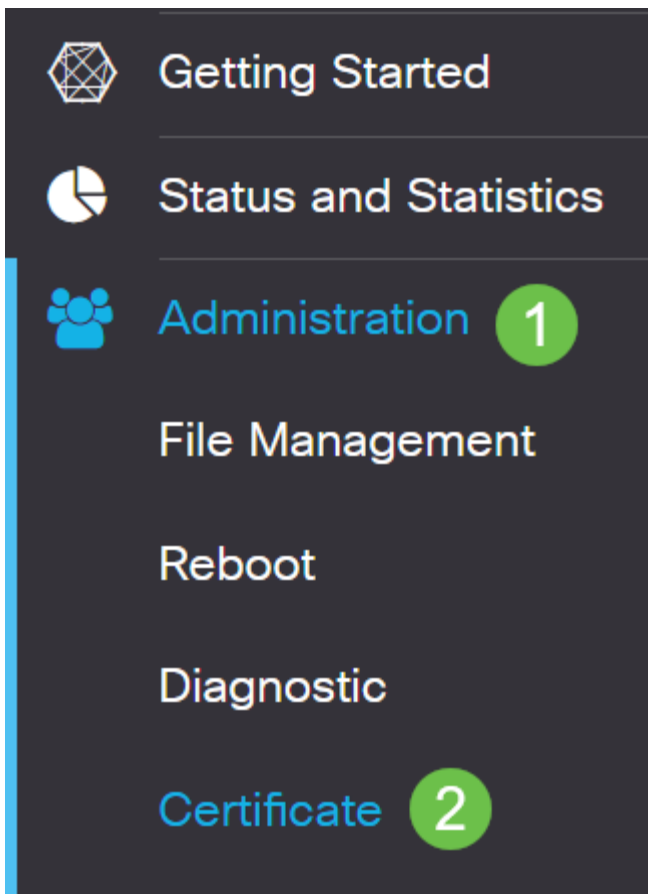 Getting Started
Status and Statistics
Administration 1
File Management
Reboot
Diagnostic
Certificate 2